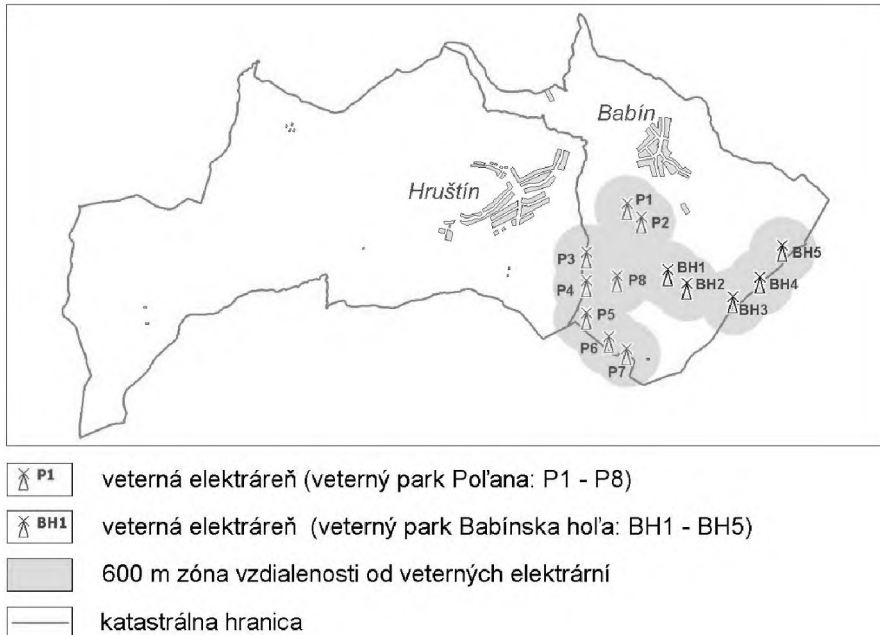 Babín
Hruštín
P1
P2
P3
BH5
BH1
P8
BH4
P4
BH2
BH3
P5
P6
P7
P1 veterná elektráreň (veterný park Poľana: P1 - P8)
BH1 veterná elektráreň (veterný park Babínska hoľa: BH1 - BH5)
600 m zóna vzdialenosti od veterných elektrární
katastrálna hranica